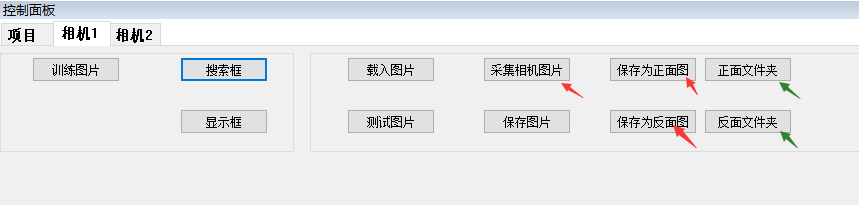 控制面板
项目 相机1 相机2
训练图片 搜索框 载入图片 采集相机图片 保存为正面图 正面文件夹
显示框 测试图片 保存图片 保存为反面图 反面文件夹